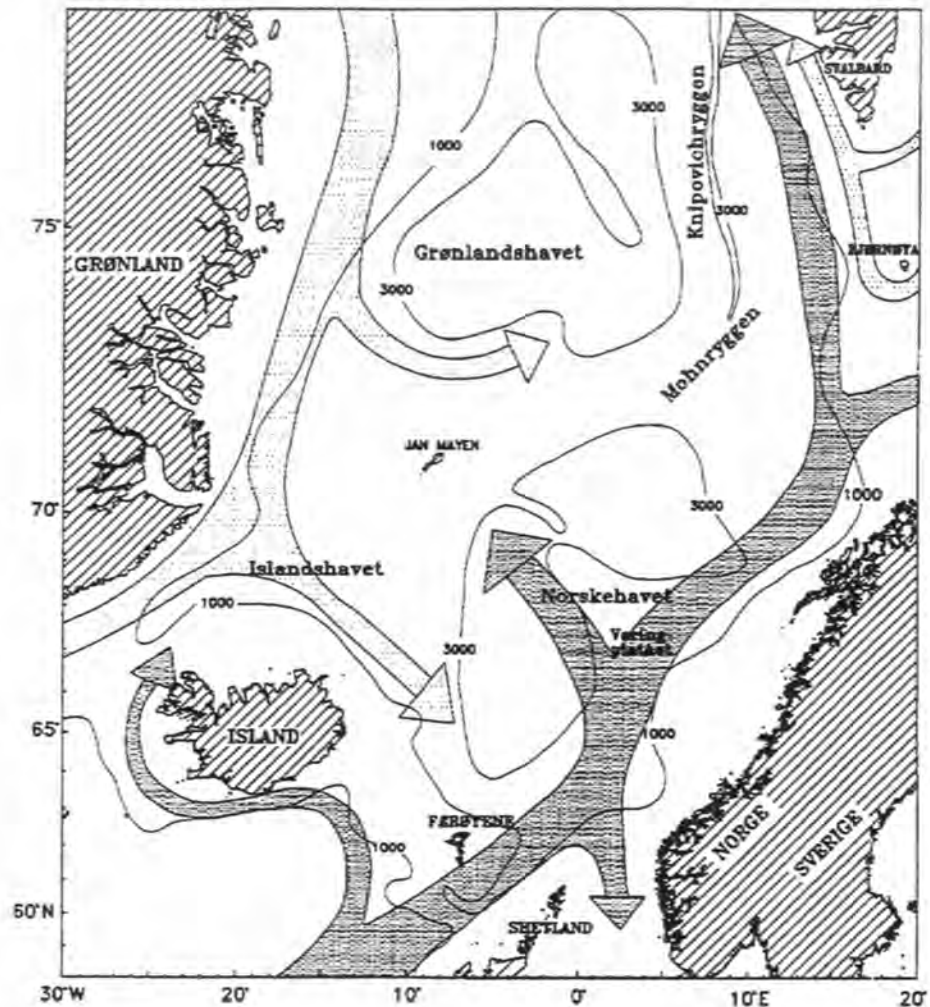 SVALBARD
3000
Knipovichryggen
1000
75°
3000
Grønlandshavet
GRØNLAND
BJØRNØYA
3000
Mohnryggen
JAN MAYEN
1000
70°
3000
Islandshavet
Norskehavet
1000
Vøring-
platået
3000
65°
ISLAND
1000
FÆRØYENE
NORGE
SVERIGE
1000
60°N
SHETLAND
30°W
20°
10°
0°
10°E
20°